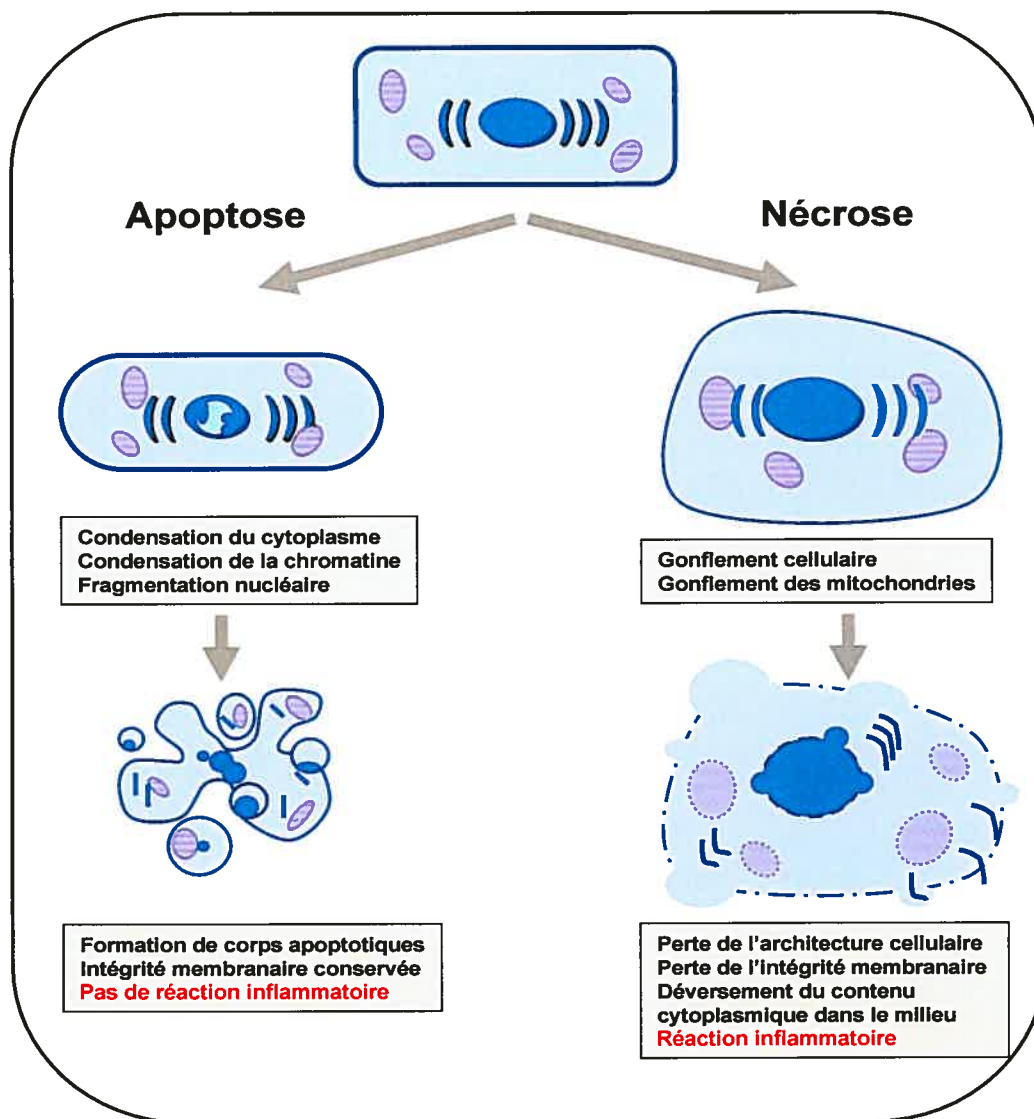 Apoptose
Nécrose
Condensation du cytoplasme
Condensation de la chromatine
Fragmentation nucléaire
Gonflement cellulaire
Gonflement des mitochondries
Formation de corps apoptotiques
Intégrité membranaire conservée
Pas de réaction inflammatoire
Perte de l'architecture cellulaire
Perte de l'intégrité membranaire
Déversement du contenu
cytoplasmique dans le milieu
Réaction inflammatoire